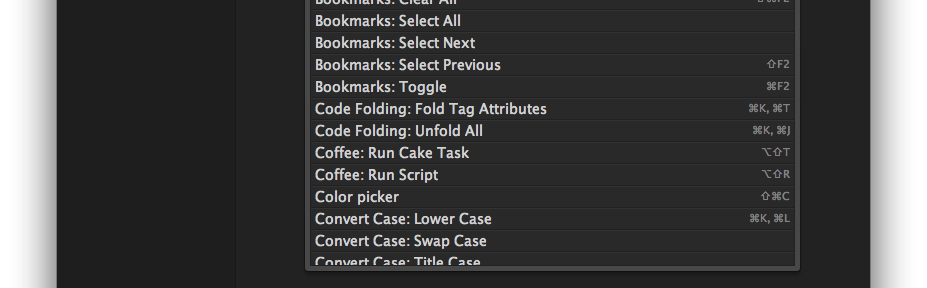 Bookmarks: Clear All ⇧⌘F2
Bookmarks: Select All
Bookmarks: Select Next
Bookmarks: Select Previous ⇧F2
Bookmarks: Toggle ⌘F2
Code Folding: Fold Tag Attributes ⌘K, ⌘T
Code Folding: Unfold All ⌘K, ⌘J
Coffee: Run Cake Task ⌥⇧T
Coffee: Run Script ⌥⇧R
Color picker ⇧⌘C
Convert Case: Lower Case ⌘K, ⌘L
Convert Case: Swap Case
Convert Case: Title Case